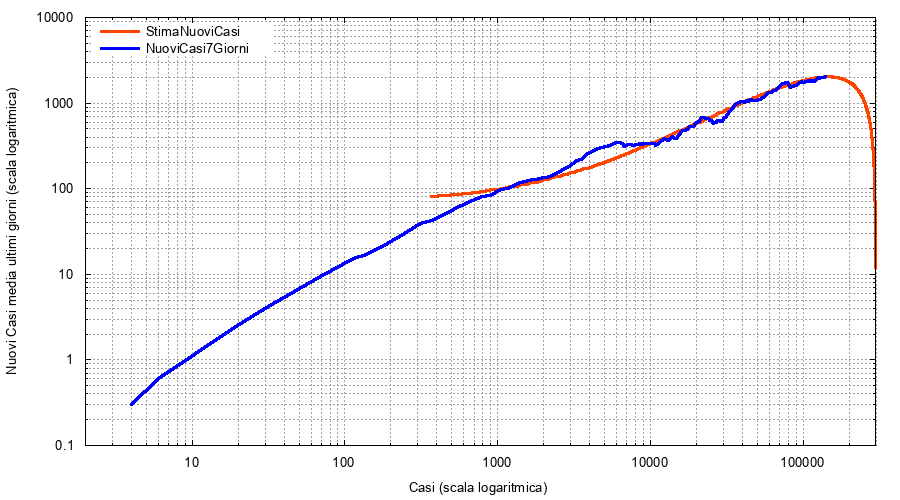 StimaNuoviCasi
NuoviCasi7Giorni
Nuovi Casi media ultimi giorni (scala logaritmica)
10000
1000
100
10
1
0.1
10
100
1000
10000
100000
Casi (scala logaritmica)